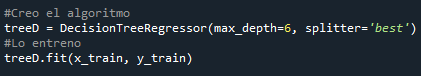 #Creo el algoritmo
treeD = DecisionTreeRegressor(max_depth=6, splitter='best')
#Lo entreno
treeD.fit(x_train, y_train)